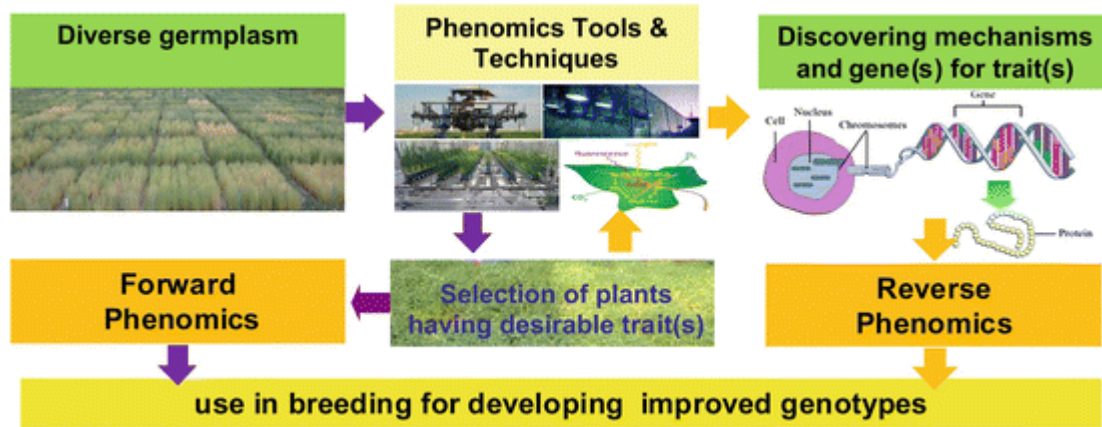 Diverse germplasm
Phenomics Tools &
Techniques
Discovering mechanisms
and gene(s) for trait(s)
Gene
Nucleus
Cell
Chromosomes
Protein
Forward
Phenomics
Selection of plants
having desirable trait(s)
Reverse
Phenomics
use in breeding for developing improved genotypes